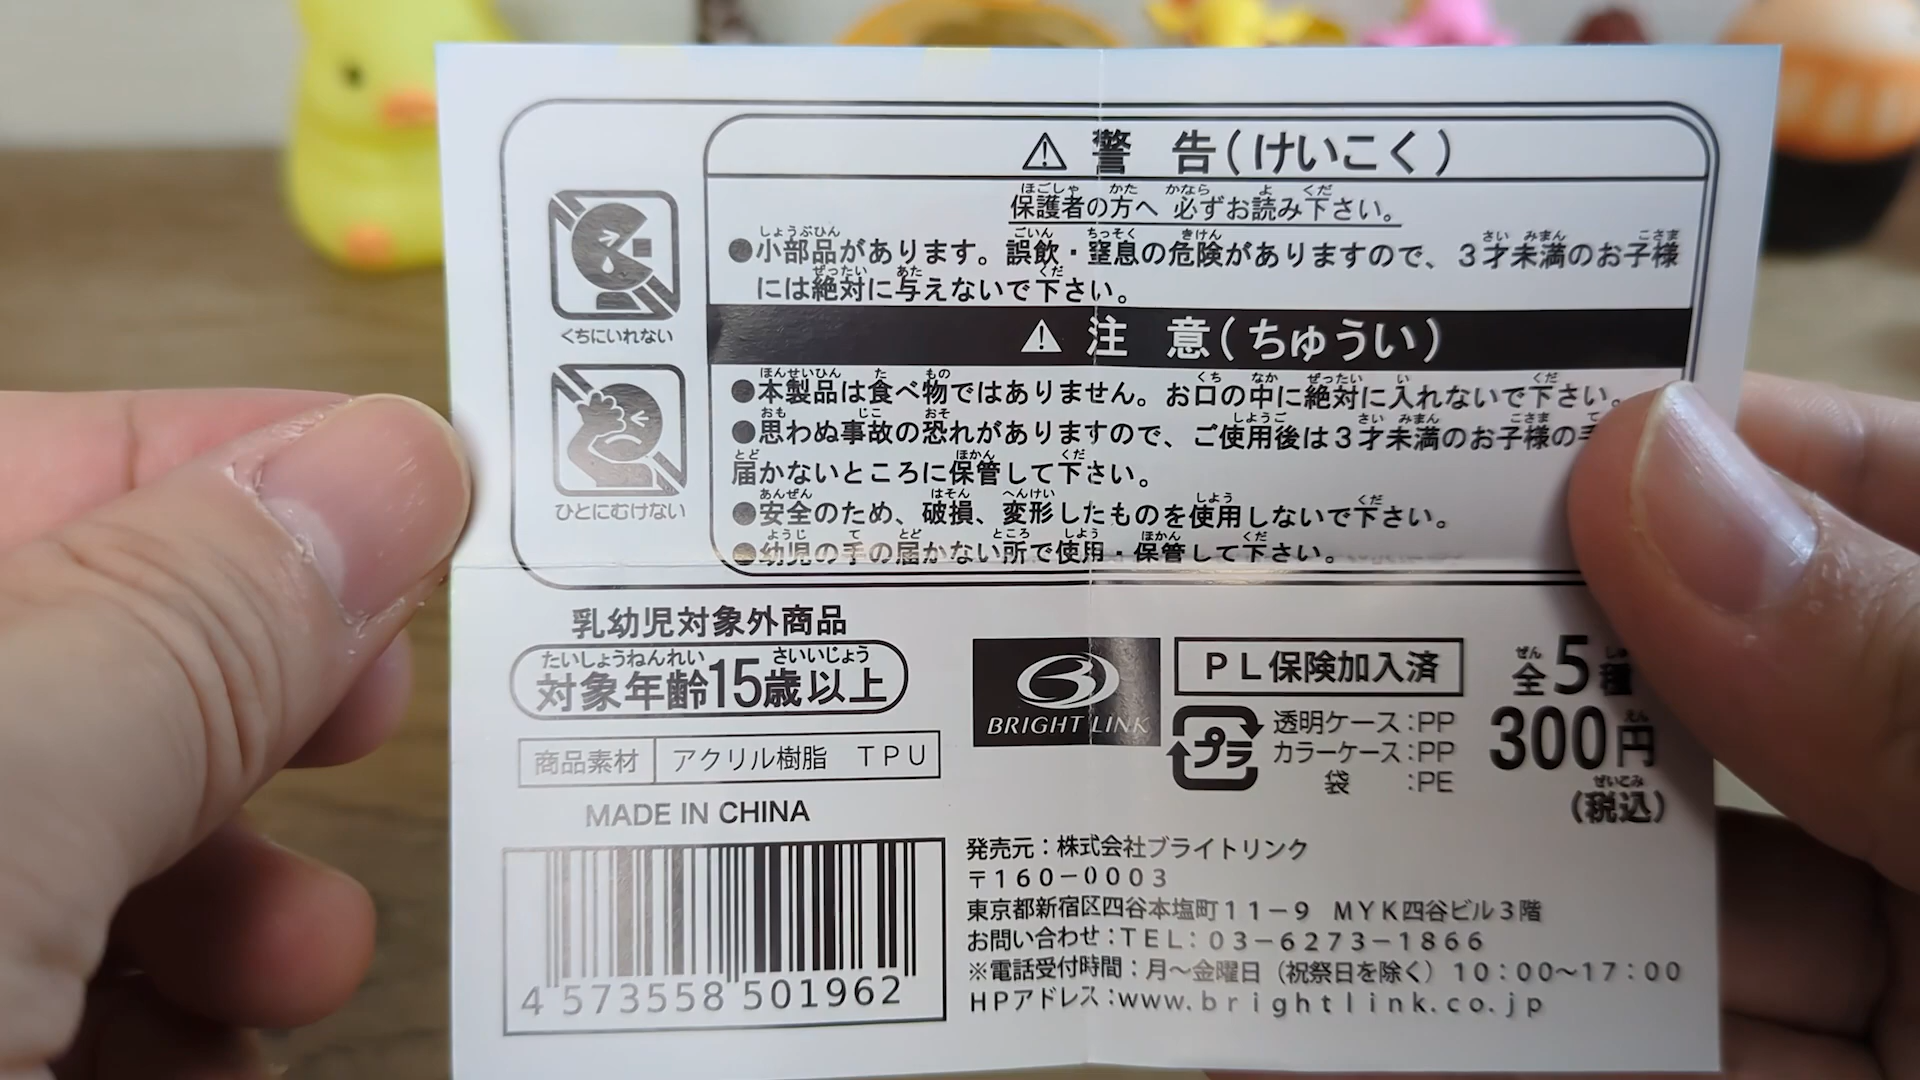 ⚠ 警 告(けいこく)
保護者の方へ 必ずお読み下さい。
●小部品があります。誤飲・窒息の危険がありますので、3才未満のお子様
には絶対に与えないで下さい。
くちにいれない
⚠ 注 意(ちゅうい)
●本製品は食べ物ではありません。お口の中に絶対に入れないで下さい。
●思わぬ事故の恐れがありますので、ご使用後は3才未満のお子様の手
届かないところに保管して下さい。
●安全のため、破損、変形したものを使用しないで下さい。
●幼児の手の届かない所で使用・保管して下さい。
ひとにむけない
乳幼児対象外商品
対象年齢15歳以上
商品素材 アクリル樹脂 TPU
MADE IN CHINA
4 573558 501962
BRIGHT LINK
PL保険加入済
プラ
透明ケース:PP
カラーケース:PP
袋 :PE
全5種
300円
(税込)
発売元:株式会社ブライトリンク
〒160-0003
東京都新宿区四谷本塩町11-9 MYK四谷ビル3階
お問い合わせ:TEL:03-6273-1866
※電話受付時間:月〜金曜日(祝祭日を除く)10:00〜17:00
HPアドレス:www.brightlink.co.jp